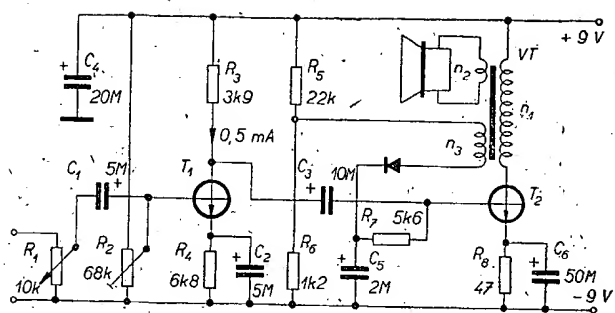 + 9 V
VT
C4
+
20M
R3
3k9
R5
22k
n2
n1
n3
0,5 mA
C1
5M
+
T1
C3
10M
+
T2
R7
5k6
R1
10k
R2
68k
R4
6k8
+
C2
5M
R6
1k2
+
C5
2M
R8
47
+
C6
50M
-9 V